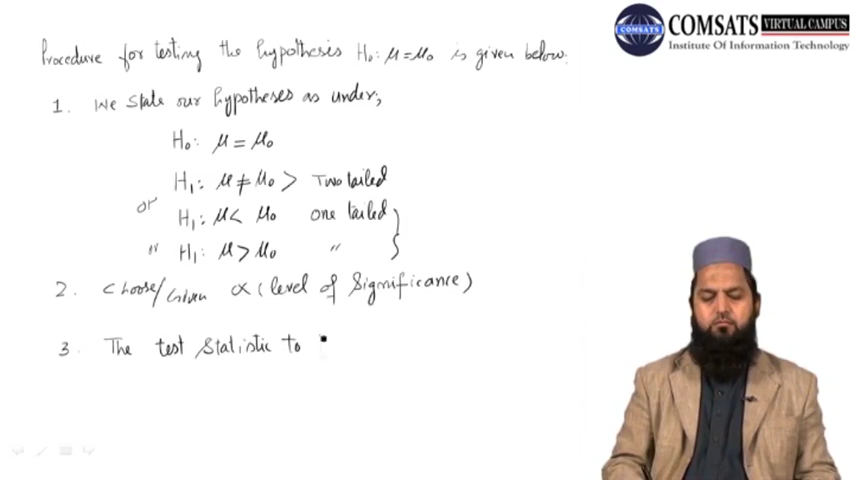 COMSATS VIRTUAL CAMPUS
Institute Of Information Technology
COMSATS
Procedure for testing the hypothesis H₀: μ = μ₀ is given below.
1. We state our hypotheses as under;
H₀: μ = μ₀
H₁: μ ≠ μ₀ > Two tailed
or H₁: μ < μ₀ one tailed
" H₁: μ > μ₀ "
2. Choose/Given α (level of Significance)
3. The test Statistic to